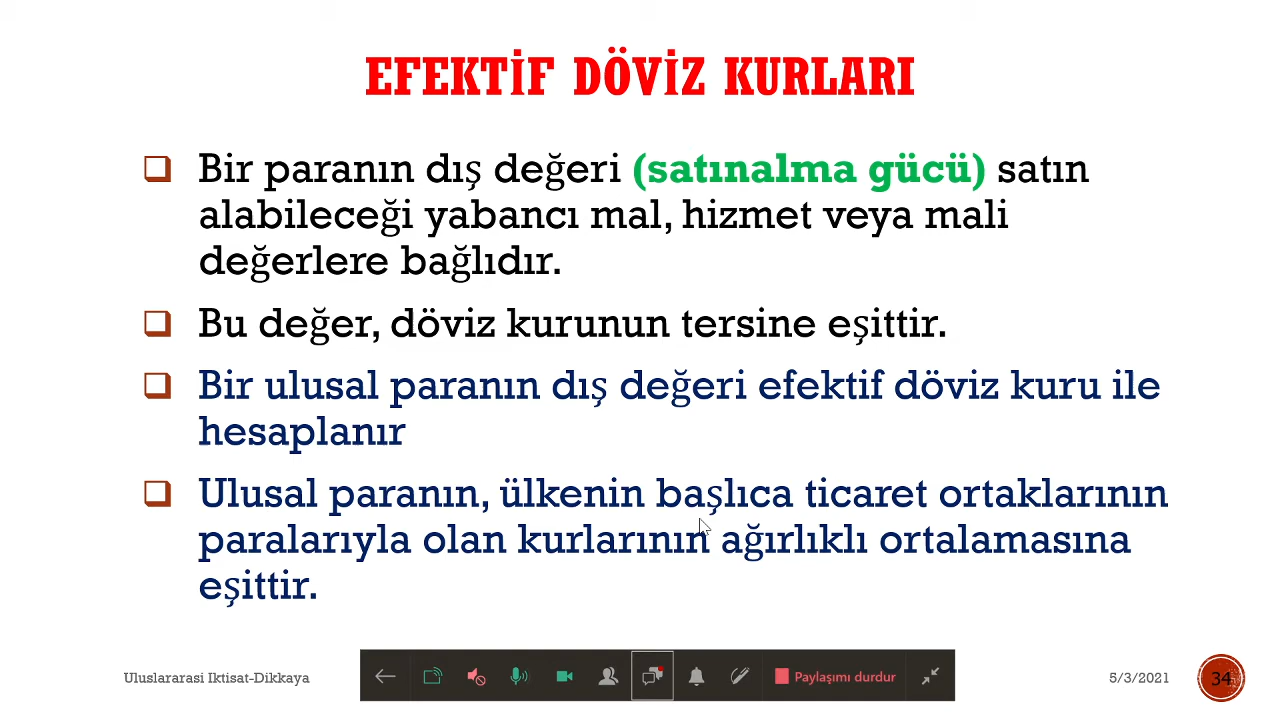 EFEKTİF DÖVİZ KURLARI
Bir paranın dış değeri (satınalma gücü) satın
alabileceği yabancı mal, hizmet veya mali
değerlere bağlıdır.
Bu değer, döviz kurunun tersine eşittir.
Bir ulusal paranın dış değeri efektif döviz kuru ile
hesaplanır
Ulusal paranın, ülkenin başlıca ticaret ortaklarının
paralarıyla olan kurlarının ağırlıklı ortalamasına
eşittir.
Uluslararasi Iktisat-Dikkaya
Paylaşımı durdur
5/3/2021
34